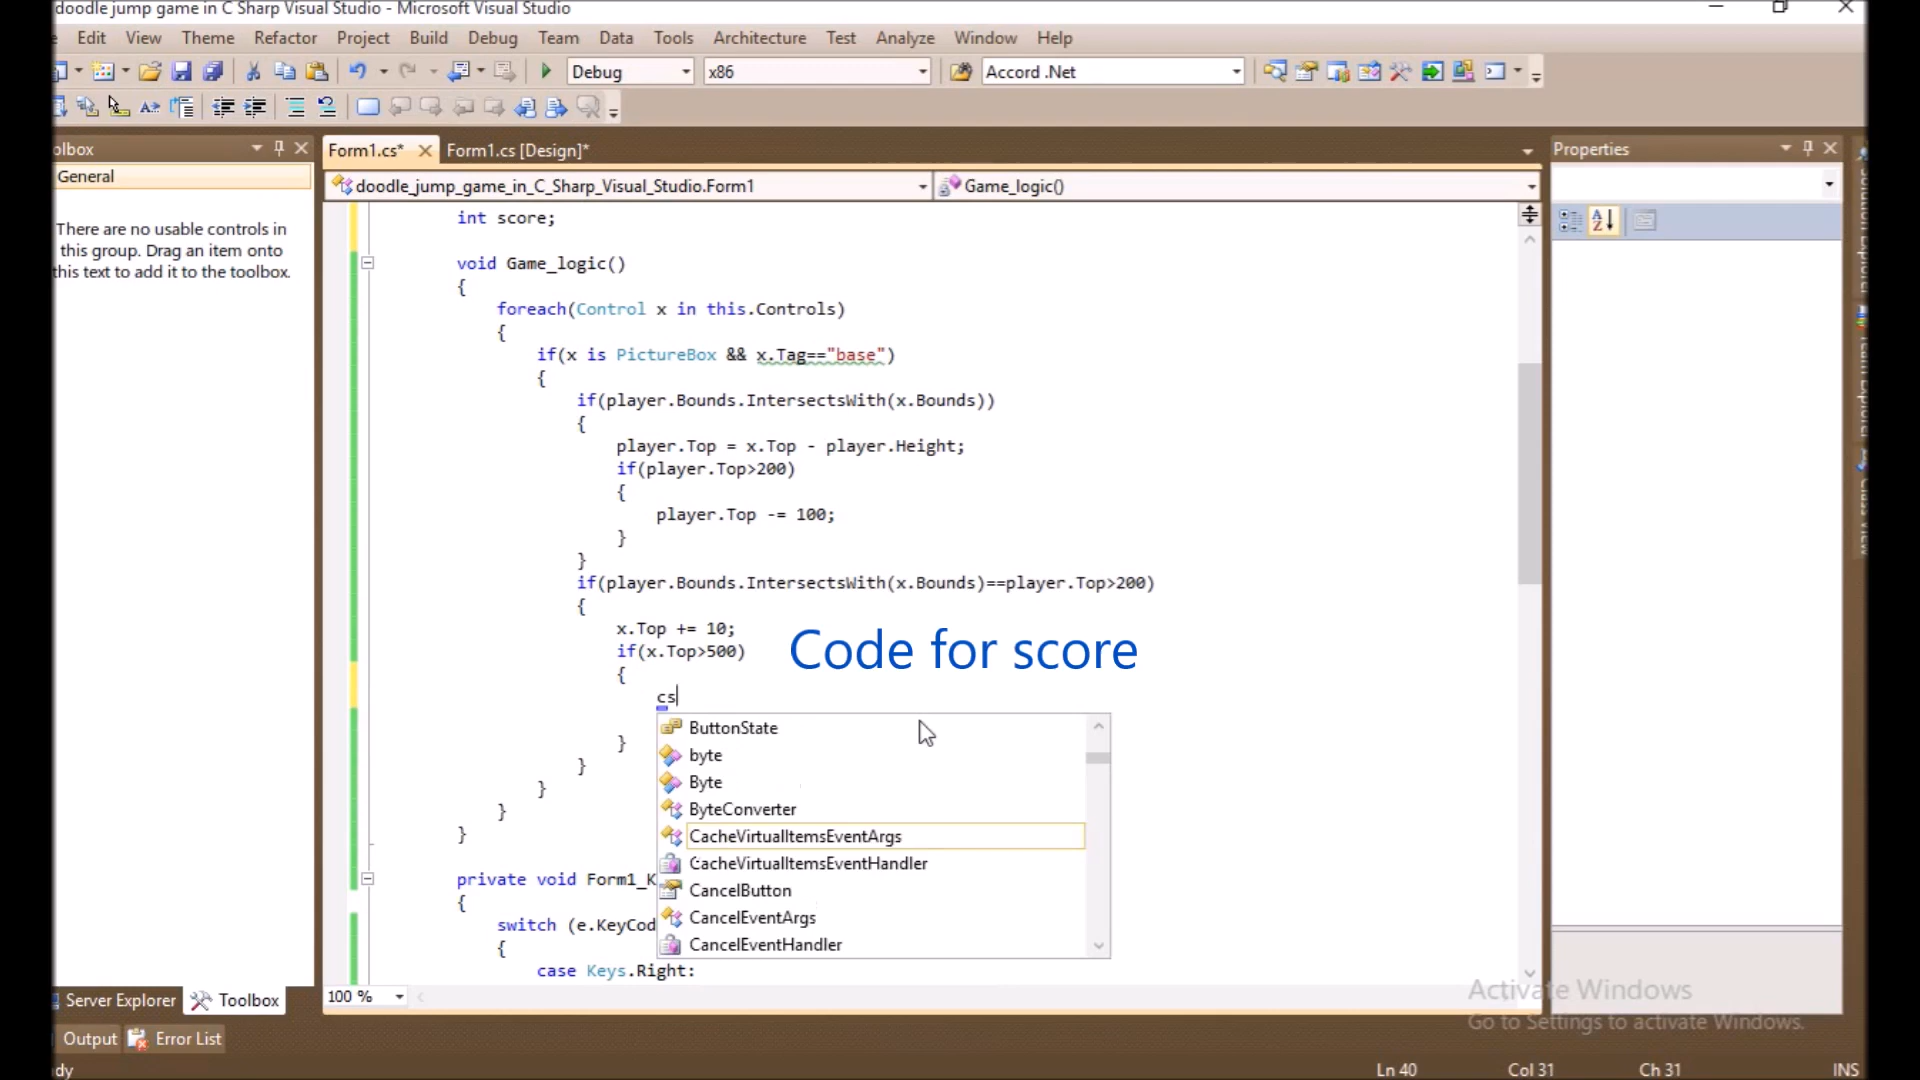 doodle jump game in C Sharp Visual Studio - Microsoft Visual Studio
Edit View Theme Refactor Project Build Debug Team Data Tools Architecture Test Analyze Window Help
Debug x86 Accord .Net
olbox
Form1.cs* Form1.cs [Design]*
Properties
General
doodle_jump_game_in_C_Sharp_Visual_Studio.Form1 Game_logic()
There are no usable controls in
this group. Drag an item onto
this text to add it to the toolbox.
int score;
void Game_logic()
{
foreach(Control x in this.Controls)
{
if(x is PictureBox && x.Tag=="base")
{
if(player.Bounds.IntersectsWith(x.Bounds))
{
player.Top = x.Top - player.Height;
if(player.Top>200)
{
player.Top -= 100;
}
}
if(player.Bounds.IntersectsWith(x.Bounds)==player.Top>200)
{
x.Top += 10;
if(x.Top>500)
Code for score
{
cs
ButtonState
byte
Byte
ByteConverter
CacheVirtualItemsEventArgs
CacheVirtualItemsEventHandler
CancelButton
CancelEventArgs
CancelEventHandler
}
}
}
}
}
private void Form1_K
{
switch (e.KeyCod
{
case Keys.Right:
100 %
Server Explorer Toolbox
Output Error List
Activate Windows
Go to Settings to activate Windows.
dy Ln 40 Col 31 Ch 31 INS